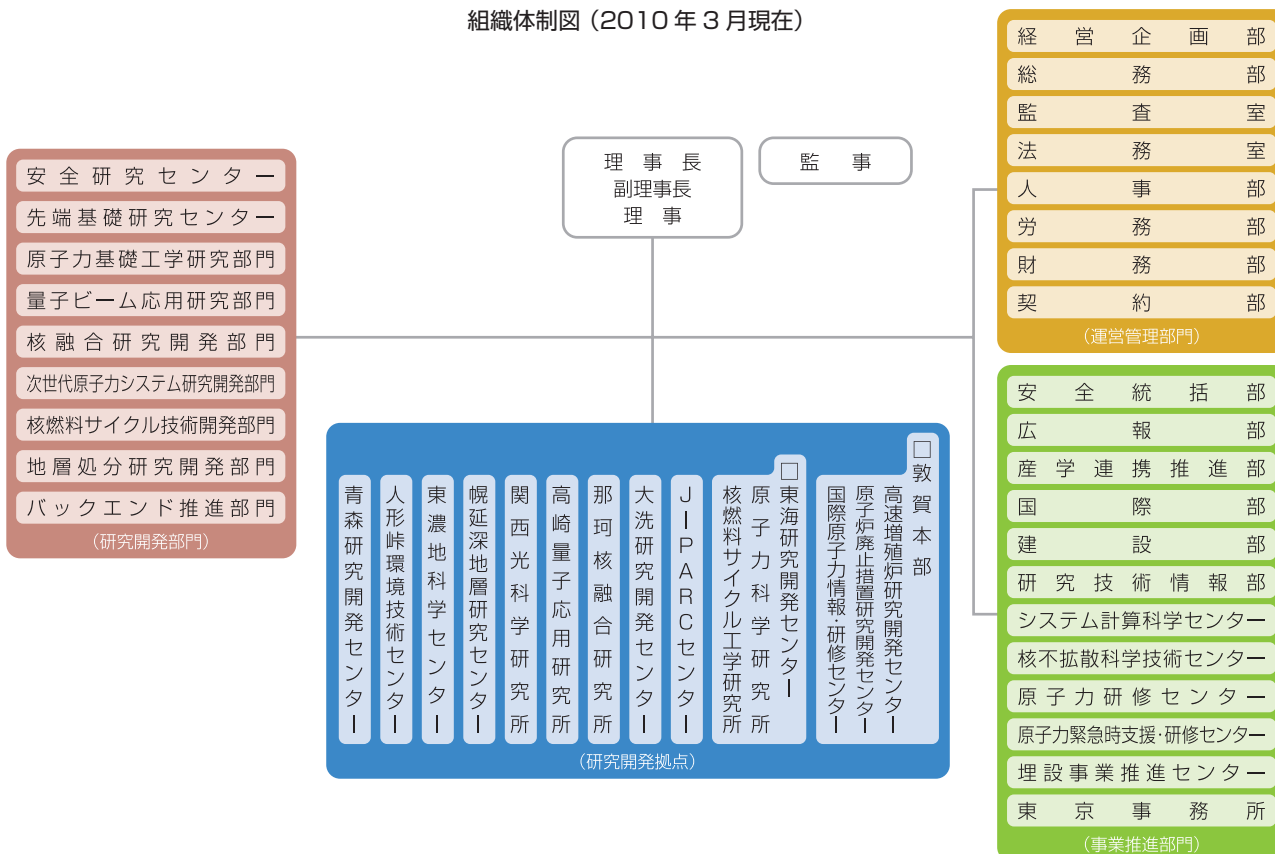 組織体制図（2010年3月現在）
理事長
副理事長
理事
監事
安全研究センター
先端基礎研究センター
原子力基礎工学研究部門
量子ビーム応用研究部門
核融合研究開発部門
次世代原子力システム研究開発部門
核燃料サイクル技術開発部門
地層処分研究開発部門
バックエンド推進部門
（研究開発部門）
□敦賀本部
高速増殖炉研究開発センター
原子炉廃止措置研究開発センター
国際原子力情報・研修センター
□東海研究開発センター
原子力科学研究所
核燃料サイクル工学研究所
J－PARCセンター
大洗研究開発センター
那珂核融合研究所
高崎量子応用研究所
関西光科学研究所
幌延深地層研究センター
東濃地科学センター
人形峠環境技術センター
青森研究開発センター
（研究開発拠点）
経営企画部
総務部
監査室
法務室
人事部
労務部
財務部
契約部
（運営管理部門）
安全統括部
広報部
産学連携推進部
国際部
建設部
研究技術情報部
システム計算科学センター
核不拡散科学技術センター
原子力研修センター
原子力緊急時支援・研修センター
埋設事業推進センター
東京事務所
（事業推進部門）